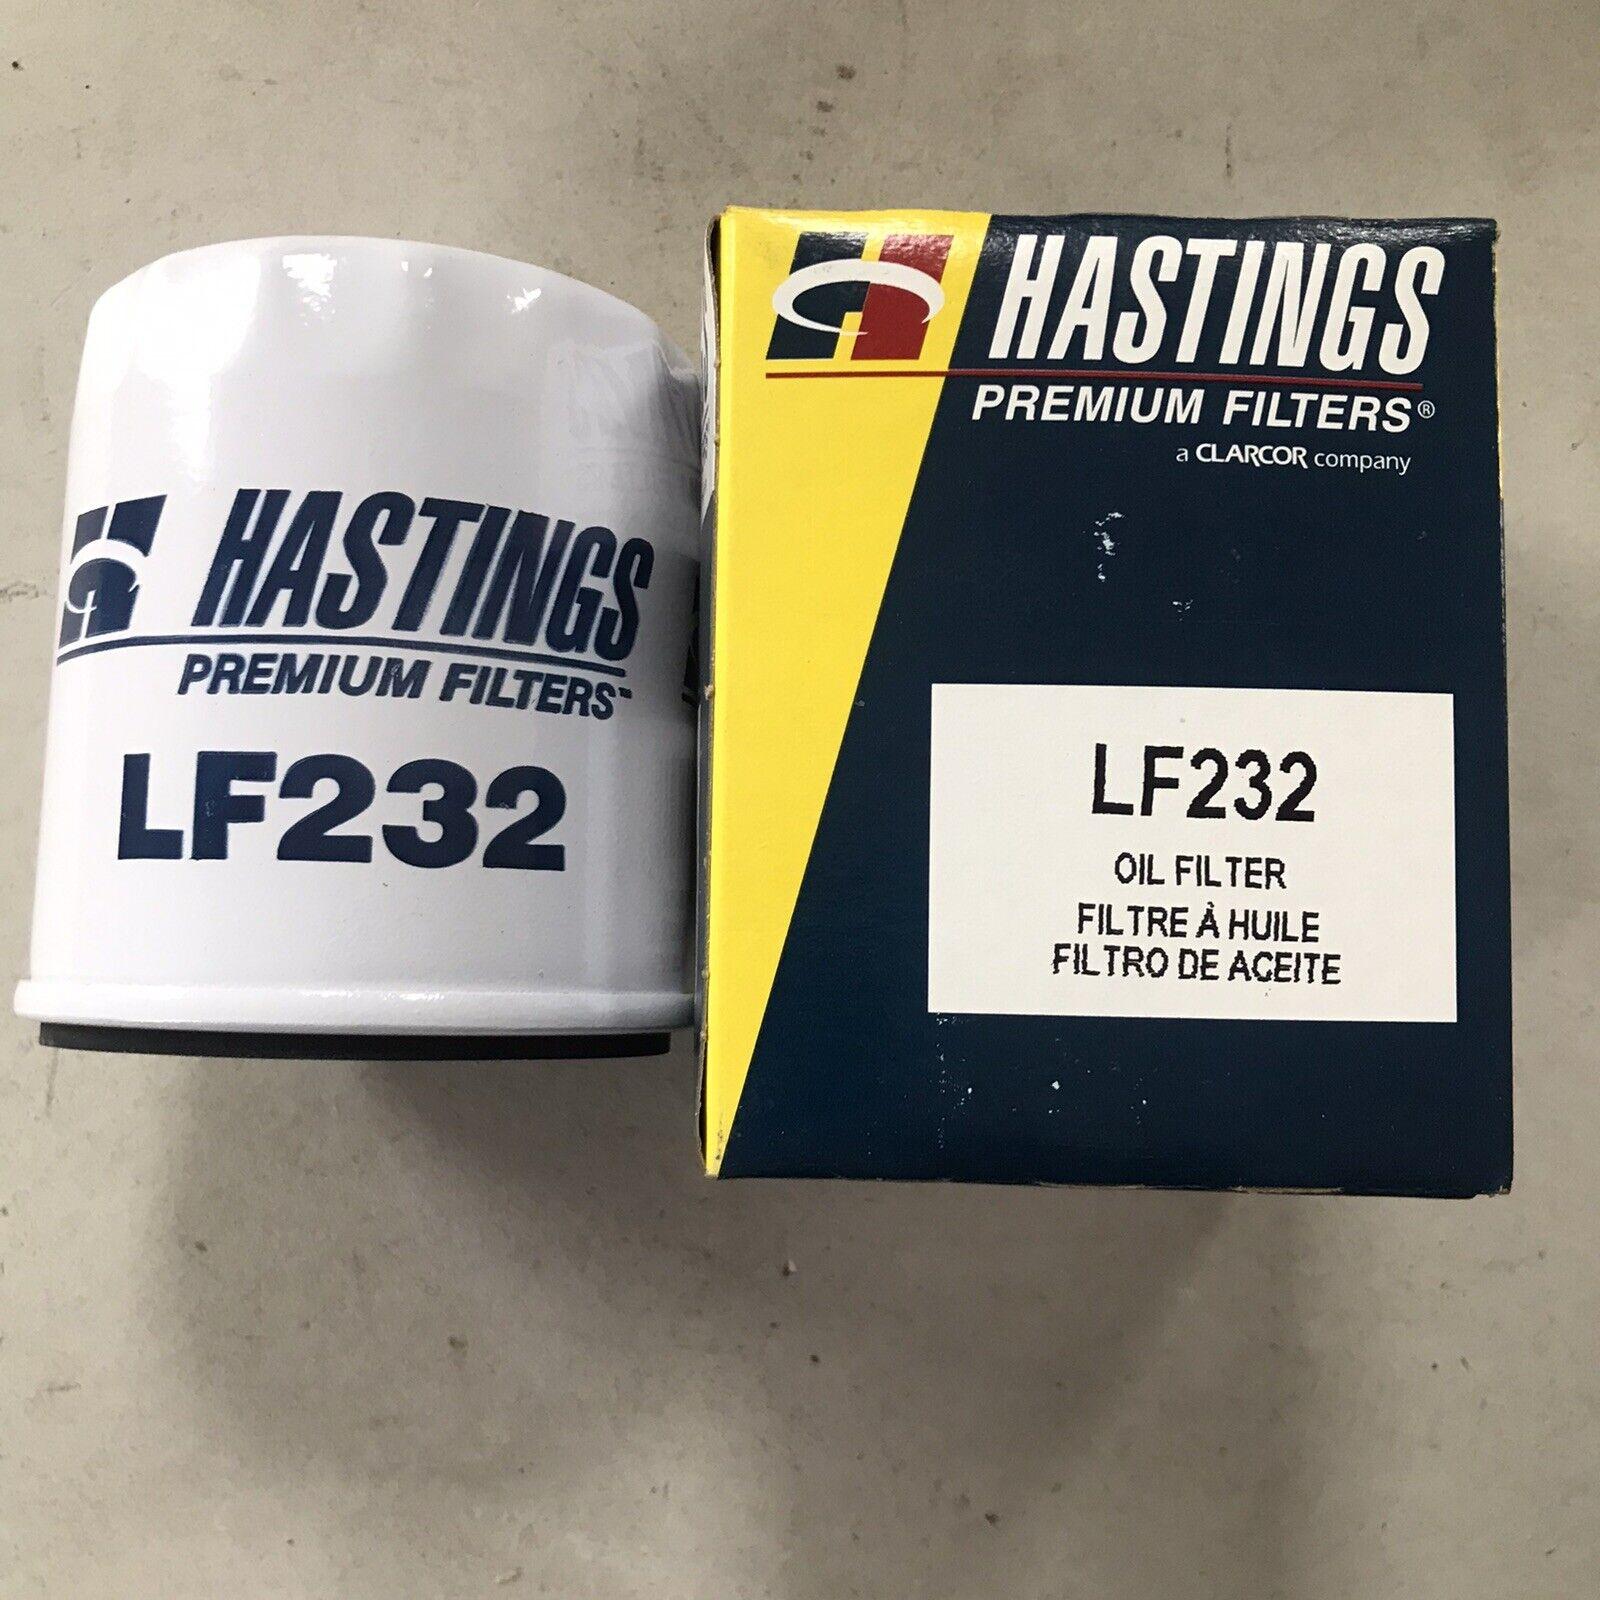 HASTINGS
PREMIUM FILTERS™
LF232
HASTINGS
PREMIUM FILTERS®
a CLARCOR company
LF232
OIL FILTER
FILTRE À HUILE
FILTRO DE ACEITE